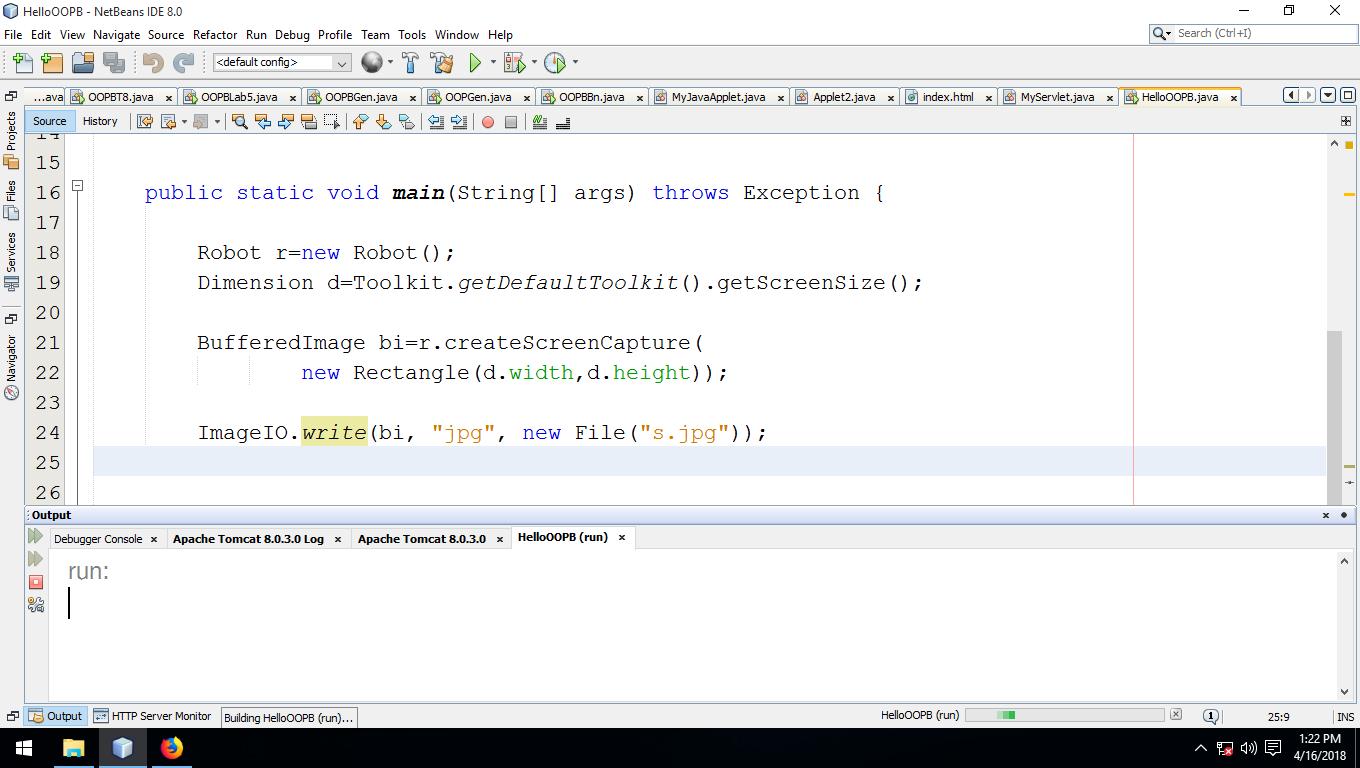 HelloOOPB - NetBeans IDE 8.0
File Edit View Navigate Source Refactor Run Debug Profile Team Tools Window Help
Search (Ctrl+I)
<default config>
...ava OOPBT8.java OOPBLab5.java OOPBGen.java OOPGen.java OOPBBn.java MyJavaApplet.java Applet2.java index.html MyServlet.java HelloOOPB.java
Source History
Projects
Files
Services
Navigator
14
15
16 public static void main(String[] args) throws Exception {
17
18 Robot r=new Robot();
19 Dimension d=Toolkit.getDefaultToolkit().getScreenSize();
20
21 BufferedImage bi=r.createScreenCapture(
22 new Rectangle(d.width,d.height));
23
24 ImageIO.write(bi, "jpg", new File("s.jpg"));
25
26
Output
Debugger Console Apache Tomcat 8.0.3.0 Log Apache Tomcat 8.0.3.0 HelloOOPB (run)
run:
Output HTTP Server Monitor Building HelloOOPB (run)... HelloOOPB (run) 1 25:9 INS
1:22 PM
4/16/2018